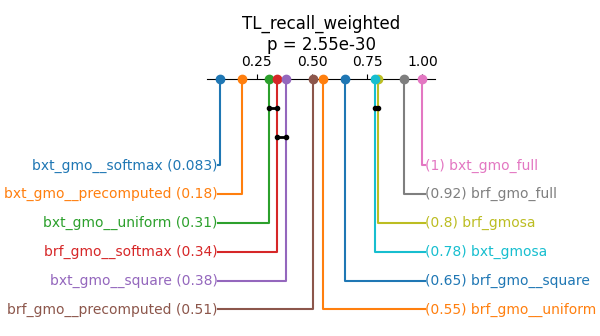 TL_recall_weighted
p = 2.55e-30
0.25 0.50 0.75 1.00
bxt_gmo__softmax (0.083)
(1) bxt_gmo_full
bxt_gmo__precomputed (0.18)
(0.92) brf_gmo_full
bxt_gmo__uniform (0.31)
(0.8) brf_gmosa
brf_gmo__softmax (0.34)
(0.78) bxt_gmosa
bxt_gmo__square (0.38)
(0.65) brf_gmo__square
brf_gmo__precomputed (0.51)
(0.55) brf_gmo__uniform